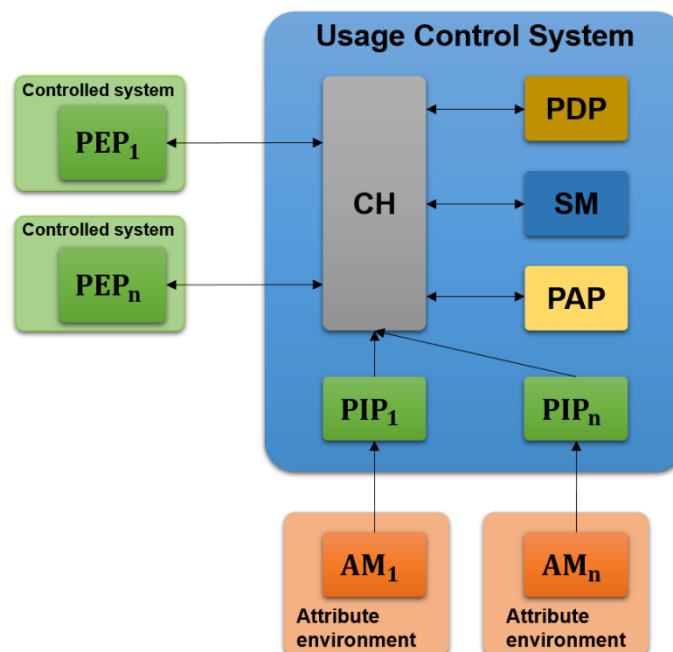 Usage Control System
Controlled system
PEP₁
Controlled system
PEPₙ
CH
PDP
SM
PAP
PIP₁
PIPₙ
AM₁
Attribute
environment
AMₙ
Attribute
environment